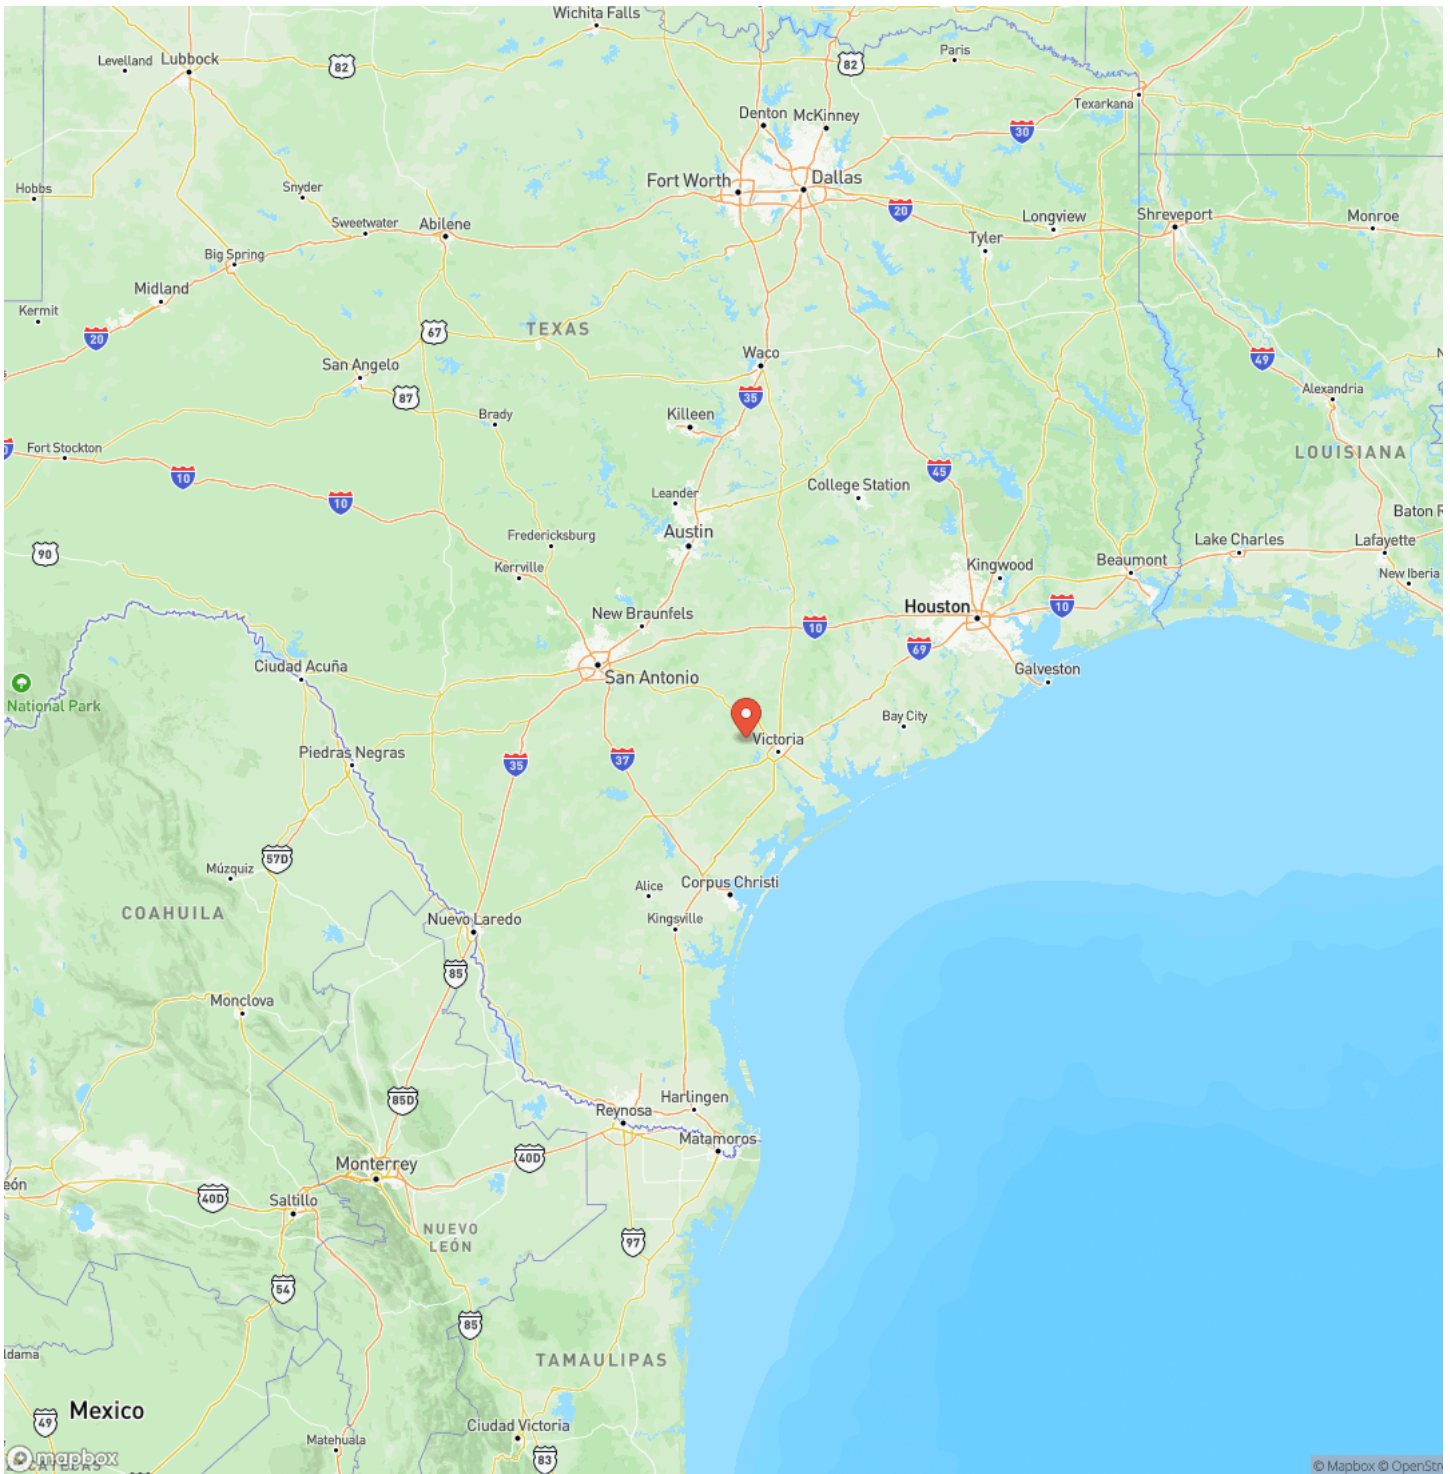 Wichita Falls
Paris
Levelland
Lubbock
82
82
Texarkana
Denton
McKinney
30
Hobbs
Snyder
Fort Worth
Dallas
20
Sweetwater
Abilene
Longview
Shreveport
Monroe
Tyler
Big Spring
Midland
Kermit
20
67
TEXAS
Waco
San Angelo
49
87
35
Alexandria
Brady
Killeen
Fort Stockton
LOUISIANA
10
10
45
College Station
Leander
Baton R
Austin
Fredericksburg
90
Lake Charles
Lafayette
Kerrville
Kingwood
Beaumont
New Iberia
New Braunfels
Houston
10
10
69
Ciudad Acuña
San Antonio
Galveston
National Park
Bay City
Victoria
Piedras Negras
35
37
57D
Múzquiz
Alice
Corpus Christi
COAHUILA
Nuevo Laredo
Kingsville
85
Monclova
85D
Harlingen
Reynosa
Matamoros
Monterrey
40D
eón
40D
Saltillo
NUEVO
LEÓN
97
54
85
ldama
TAMAULIPAS
Mexico
49
Ciudad Victoria
Matehuala
83
mapbox
© Mapbox © OpenStre